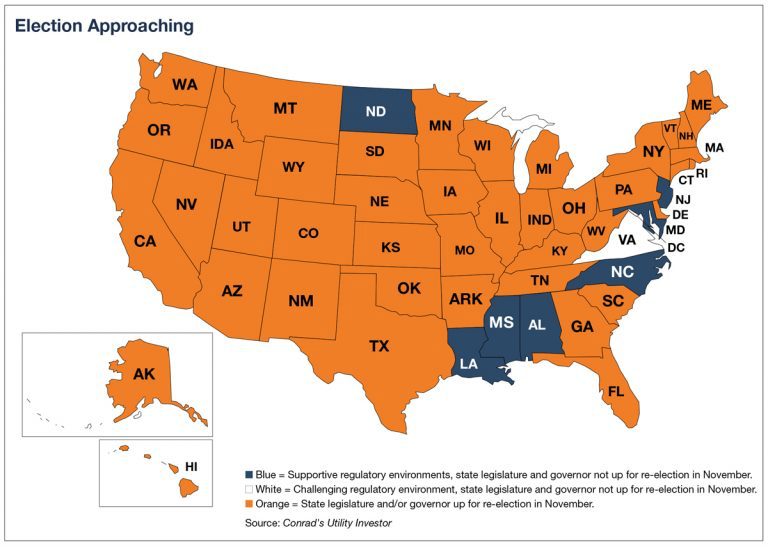 Election Approaching
WA
MT
ND
MN
ME
OR
IDA
SD
WI
VT
NH
MA
WY
MI
NY
NE
IA
PA
CT
RI
NV
UT
CO
IL
IND
OH
NJ
DE
CA
KS
MO
WV
MD
KY
VA
DC
AZ
NM
OK
ARK
TN
NC
TX
MS
AL
GA
SC
LA
FL
AK
HI
Blue = Supportive regulatory environments, state legislature and governor not up for re-election in November.
White = Challenging regulatory environment, state legislature and governor not up for re-election in November.
Orange = State legislature and/or governor up for re-election in November.
Source: Conrad's Utility Investor